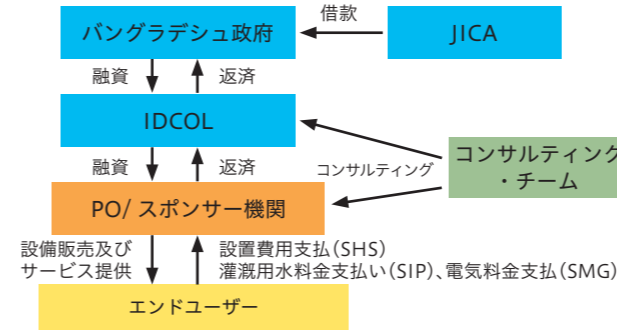 借款
バングラデシュ政府
JICA
融資
返済
IDCOL
融資
返済
コンサルティング
コンサルティング
・チーム
PO/ スポンサー機関
設備販売及び
サービス提供
設置費用支払(SHS)
灌漑用水料金支払い(SIP)、電気料金支払(SMG)
エンドユーザー